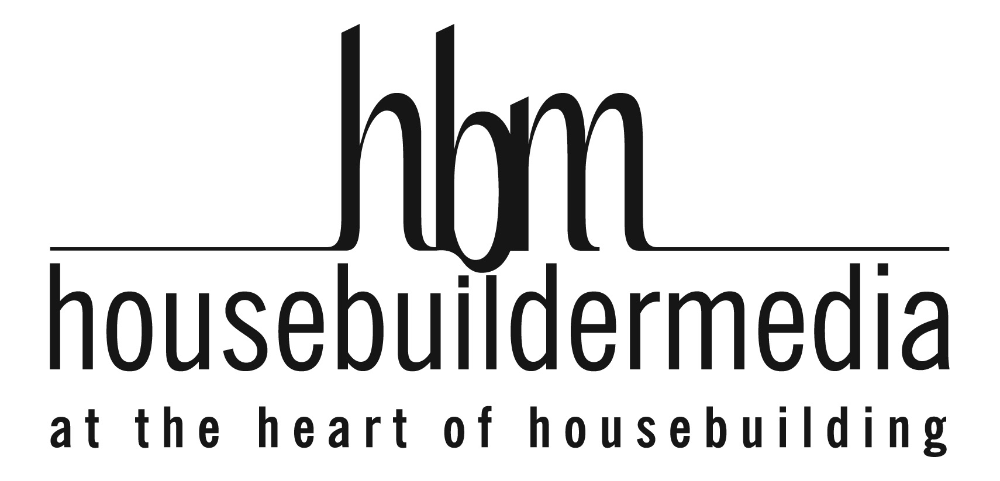 hbm
housebuildermedia
at the heart of housebuilding